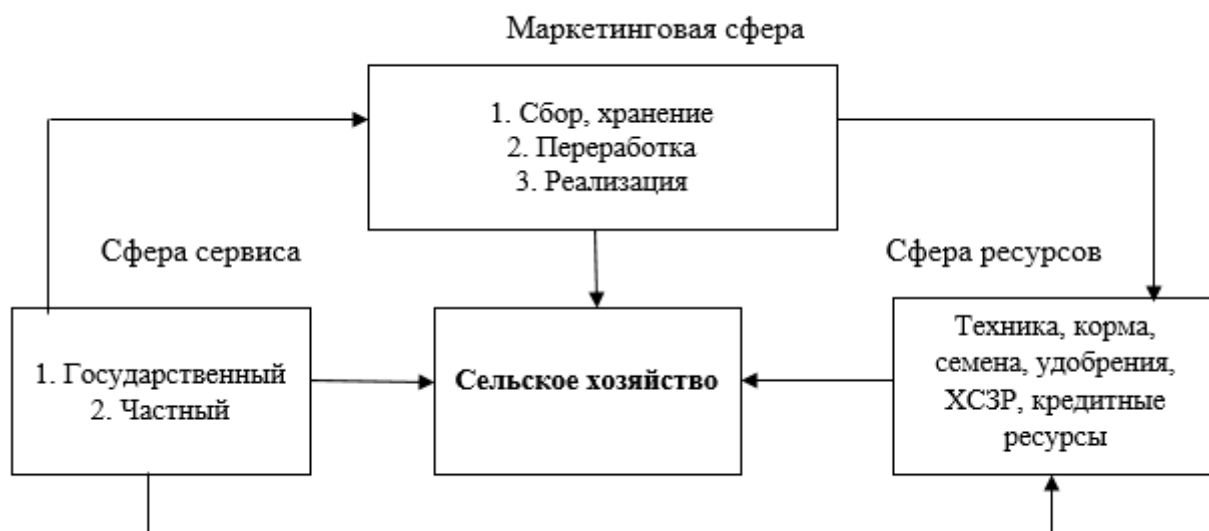 Маркетинговая сфера
1. Сбор, хранение
2. Переработка
3. Реализация
Сфера сервиса
Сфера ресурсов
1. Государственный
2. Частный
Сельское хозяйство
Техника, корма,
семена, удобрения,
ХСЗР, кредитные
ресурсы